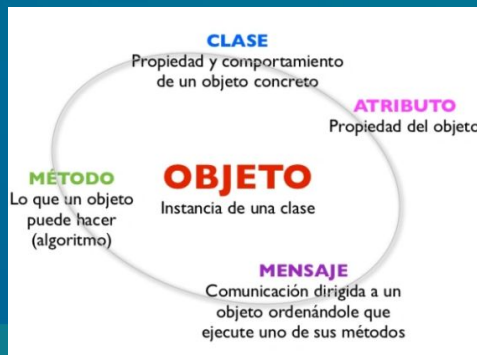 CLASE
Propiedad y comportamiento
de un objeto concreto
ATRIBUTO
Propiedad del objeto
MÉTODO
Lo que un objeto
puede hacer
(algoritmo)
OBJETO
Instancia de una clase
MENSAJE
Comunicación dirigida a un
objeto ordenándole que
ejecute uno de sus métodos